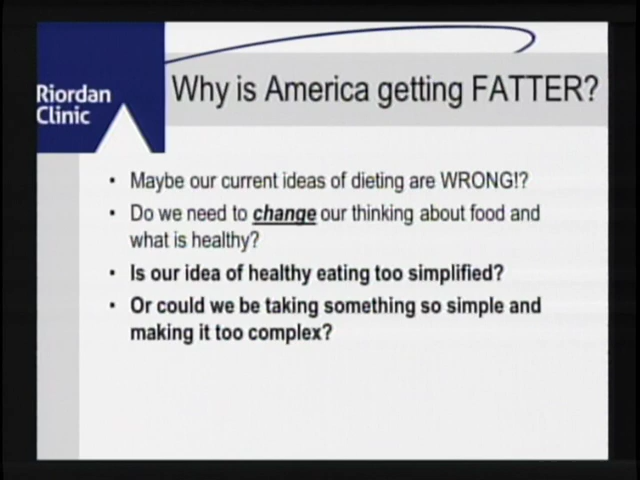 Riordan
Clinic
Why is America getting FATTER?
• Maybe our current ideas of dieting are WRONG!?
• Do we need to change our thinking about food and
what is healthy?
• Is our idea of healthy eating too simplified?
• Or could we be taking something so simple and
making it too complex?